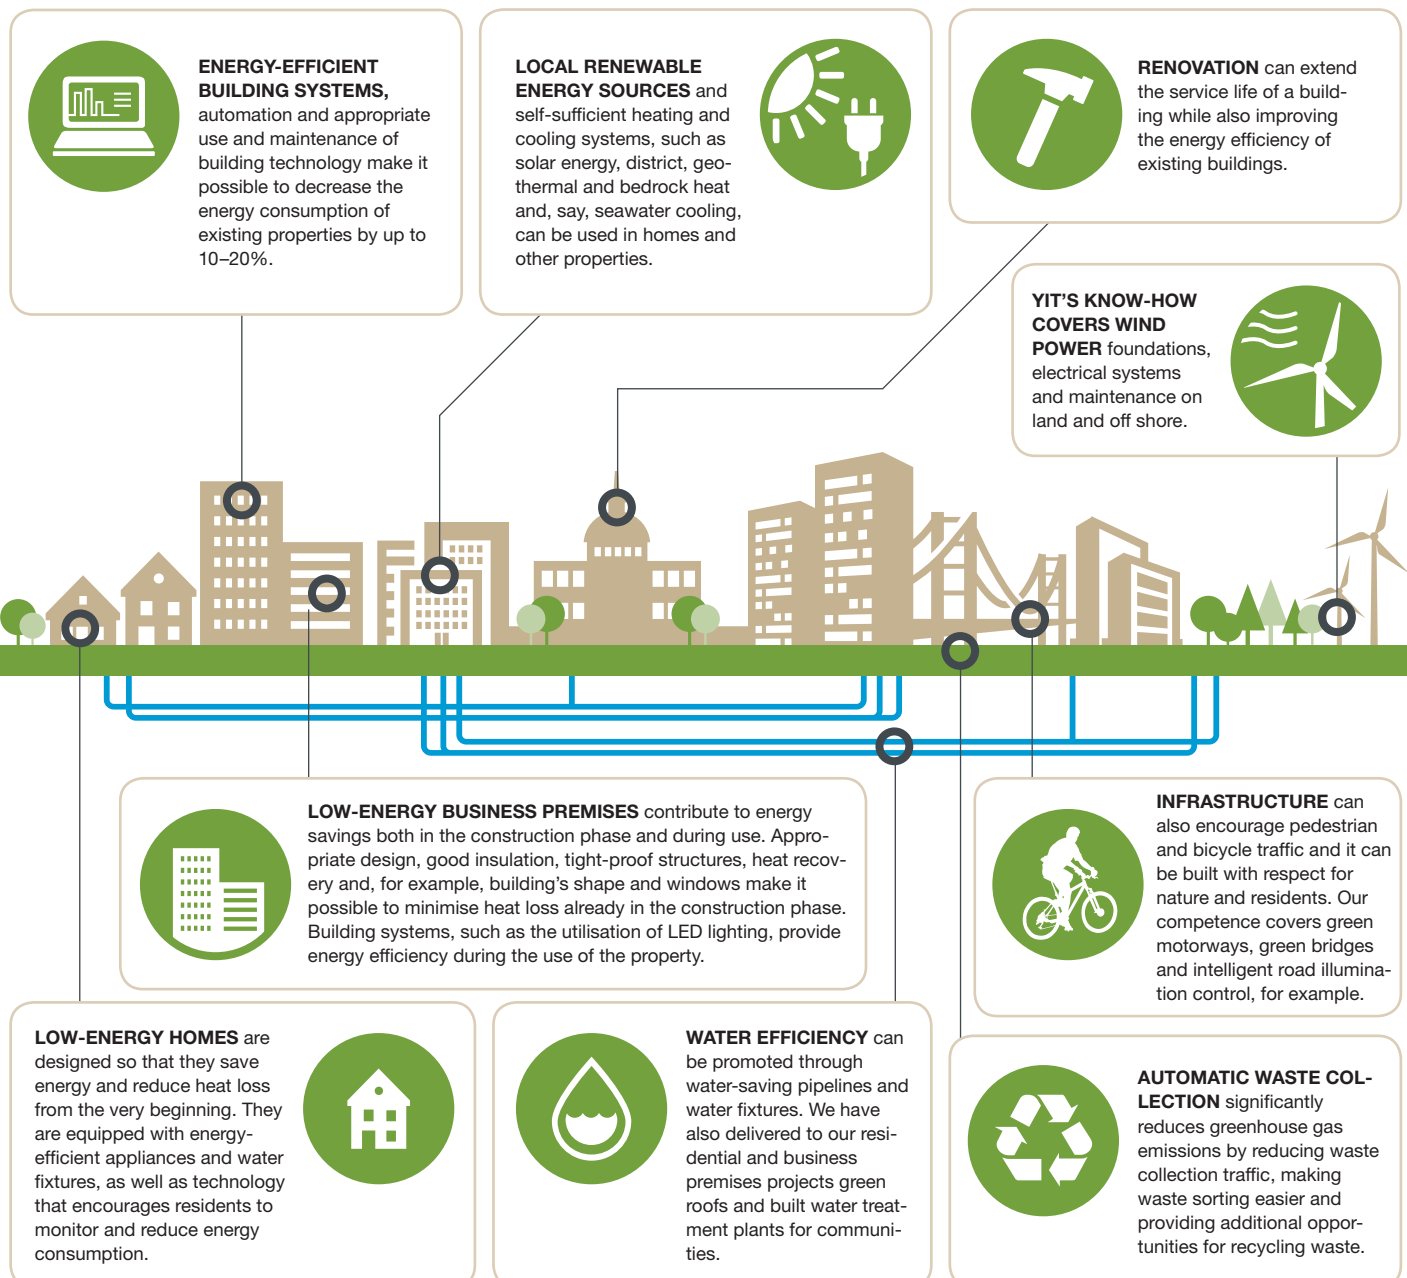 ENERGY-EFFICIENT
BUILDING SYSTEMS,
automation and appropriate
use and maintenance of
building technology make it
possible to decrease the
energy consumption of
existing properties by up to
10–20%.
LOCAL RENEWABLE
ENERGY SOURCES and
self-sufficient heating and
cooling systems, such as
solar energy, district, geo-
thermal and bedrock heat
and, say, seawater cooling,
can be used in homes and
other properties.
RENOVATION can extend
the service life of a build-
ing while also improving
the energy efficiency of
existing buildings.
YIT’S KNOW-HOW
COVERS WIND
POWER foundations,
electrical systems
and maintenance on
land and off shore.
LOW-ENERGY BUSINESS PREMISES contribute to energy
savings both in the construction phase and during use. Appro-
priate design, good insulation, tight-proof structures, heat recov-
ery and, for example, building’s shape and windows make it
possible to minimise heat loss already in the construction phase.
Building systems, such as the utilisation of LED lighting, provide
energy efficiency during the use of the property.
INFRASTRUCTURE can
also encourage pedestrian
and bicycle traffic and it can
be built with respect for
nature and residents. Our
competence covers green
motorways, green bridges
and intelligent road illumina-
tion control, for example.
LOW-ENERGY HOMES are
designed so that they save
energy and reduce heat loss
from the very beginning. They
are equipped with energy-
efficient appliances and water
fixtures, as well as technology
that encourages residents to
monitor and reduce energy
consumption.
WATER EFFICIENCY can
be promoted through
water-saving pipelines and
water fixtures. We have
also delivered to our resi-
dential and business
premises projects green
roofs and built water treat-
ment plants for communi-
ties.
AUTOMATIC WASTE COL-
LECTION significantly
reduces greenhouse gas
emissions by reducing waste
collection traffic, making
waste sorting easier and
providing additional oppor-
tunities for recycling waste.